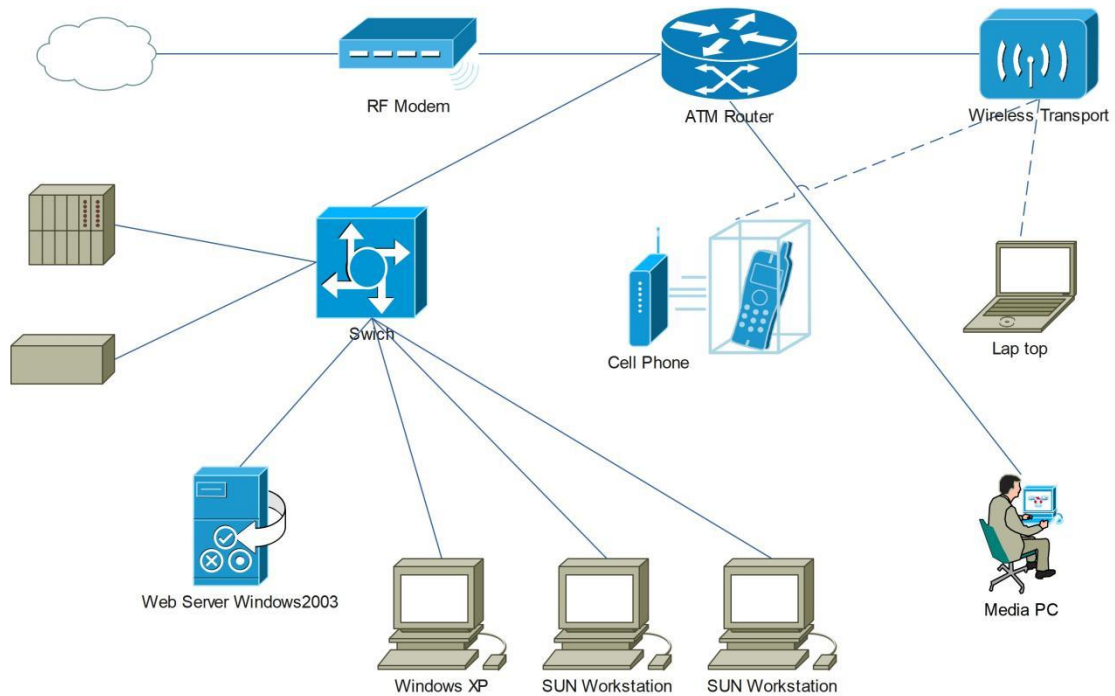 RF Modem
ATM Router
Wireless Transport
Swich
Cell Phone
Lap top
Web Server Windows2003
Media PC
Windows XP
SUN Workstation
SUN Workstation